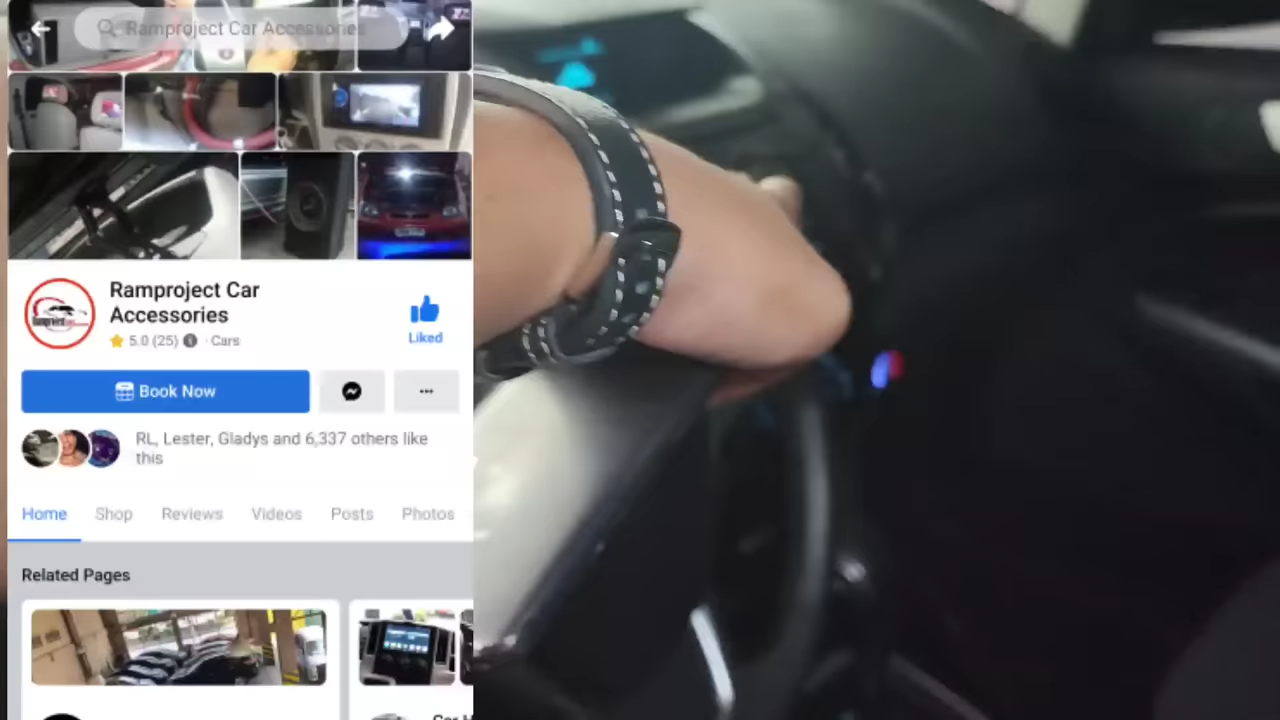 Ramproject Car Accessories
Ramproject Car
Accessories
5.0 (25) · Cars
Liked
Book Now
RL, Lester, Gladys and 6,337 others like
this
Home
Shop
Reviews
Videos
Posts
Photos
Related Pages